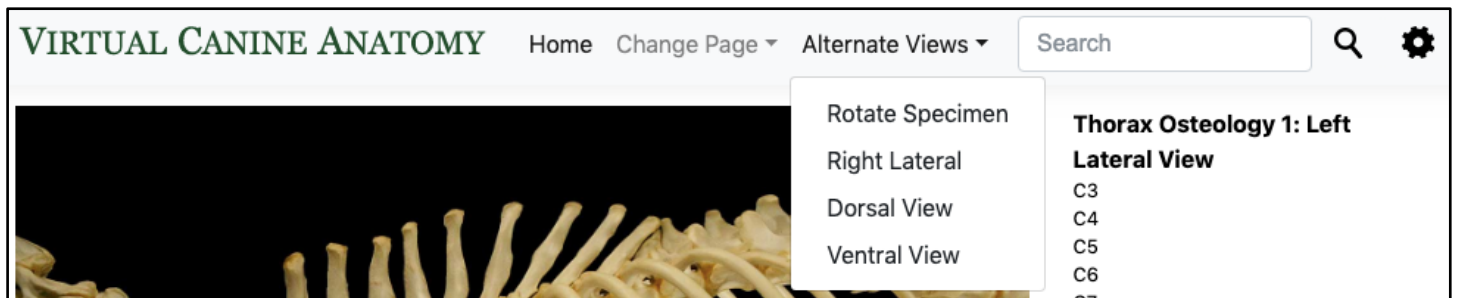 VIRTUAL CANINE ANATOMY Home Change Page Alternate Views Search
Rotate Specimen
Right Lateral
Dorsal View
Ventral View
Thorax Osteology 1: Left
Lateral View
C3
C4
C5
C6